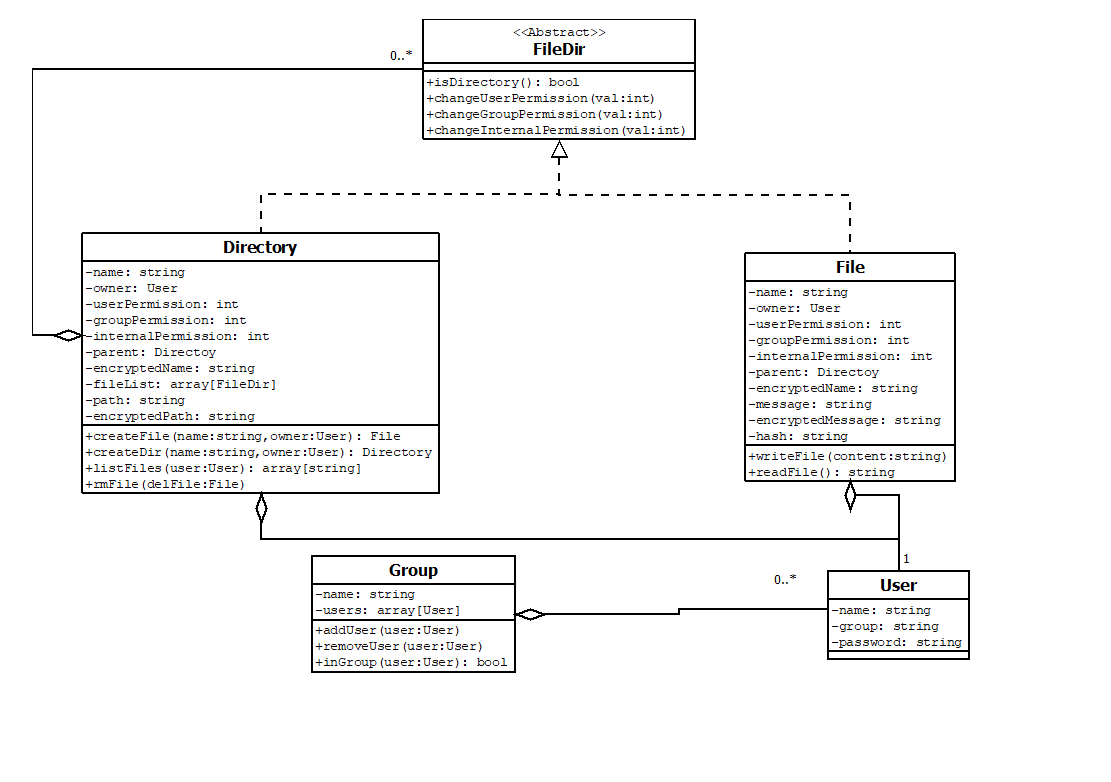 <<Abstract>>
FileDir
0..*
+isDirectory(): bool
+changeUserPermission(val:int)
+changeGroupPermission(val:int)
+changeInternalPermission(val:int)
Directory
-name: string
-owner: User
-userPermission: int
-groupPermission: int
-internalPermission: int
-parent: Directoy
-encryptedName: string
-fileList: array[FileDir]
-path: string
-encryptedPath: string
+createFile(name:string,owner:User): File
+createDir(name:string,owner:User): Directory
+listFiles(user:User): array[string]
+rmFile(delFile:File)
File
-name: string
-owner: User
-userPermission: int
-groupPermission: int
-internalPermission: int
-parent: Directoy
-encryptedName: string
-message: string
-encryptedMessage: string
-hash: string
+writeFile(content:string)
+readFile(): string
Group
-name: string
-users: array[User]
+addUser(user:User)
+removeUser(user:User)
+inGroup(user:User): bool
0..*
1
User
-name: string
-group: string
-password: string